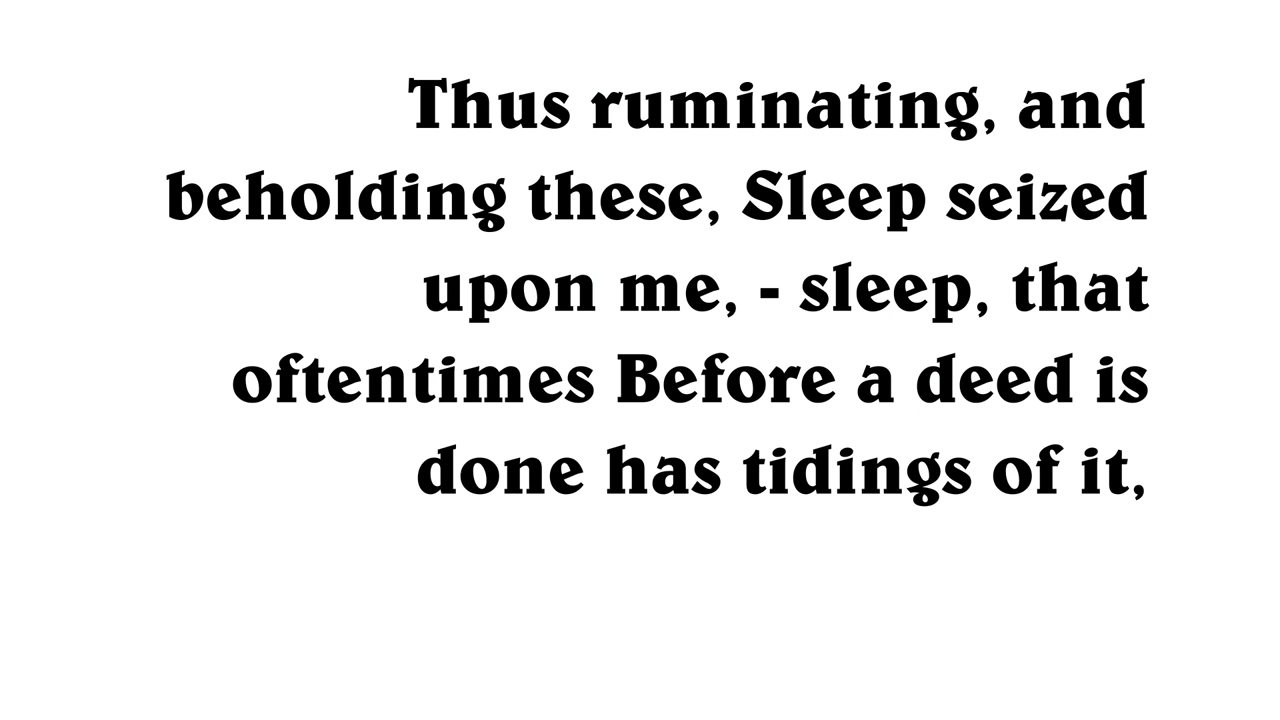 Thus ruminating, and
beholding these, Sleep seized
upon me, - sleep, that
oftentimes Before a deed is
done has tidings of it,